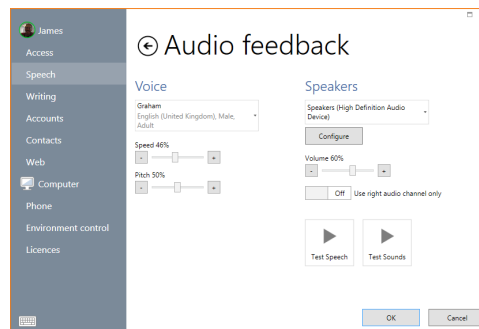 James
Access
Speech
Writing
Accounts
Contacts
Web
Computer
Phone
Environment control
Licences
Audio feedback
Voice
Graham
English (United Kingdom), Male,
Adult
Speed 46%
-
+
Pitch 50%
-
+
Speakers
Speakers (High Definition Audio
Device)
Configure
Volume 60%
-
+
Off Use right audio channel only
Test Speech
Test Sounds
OK
Cancel